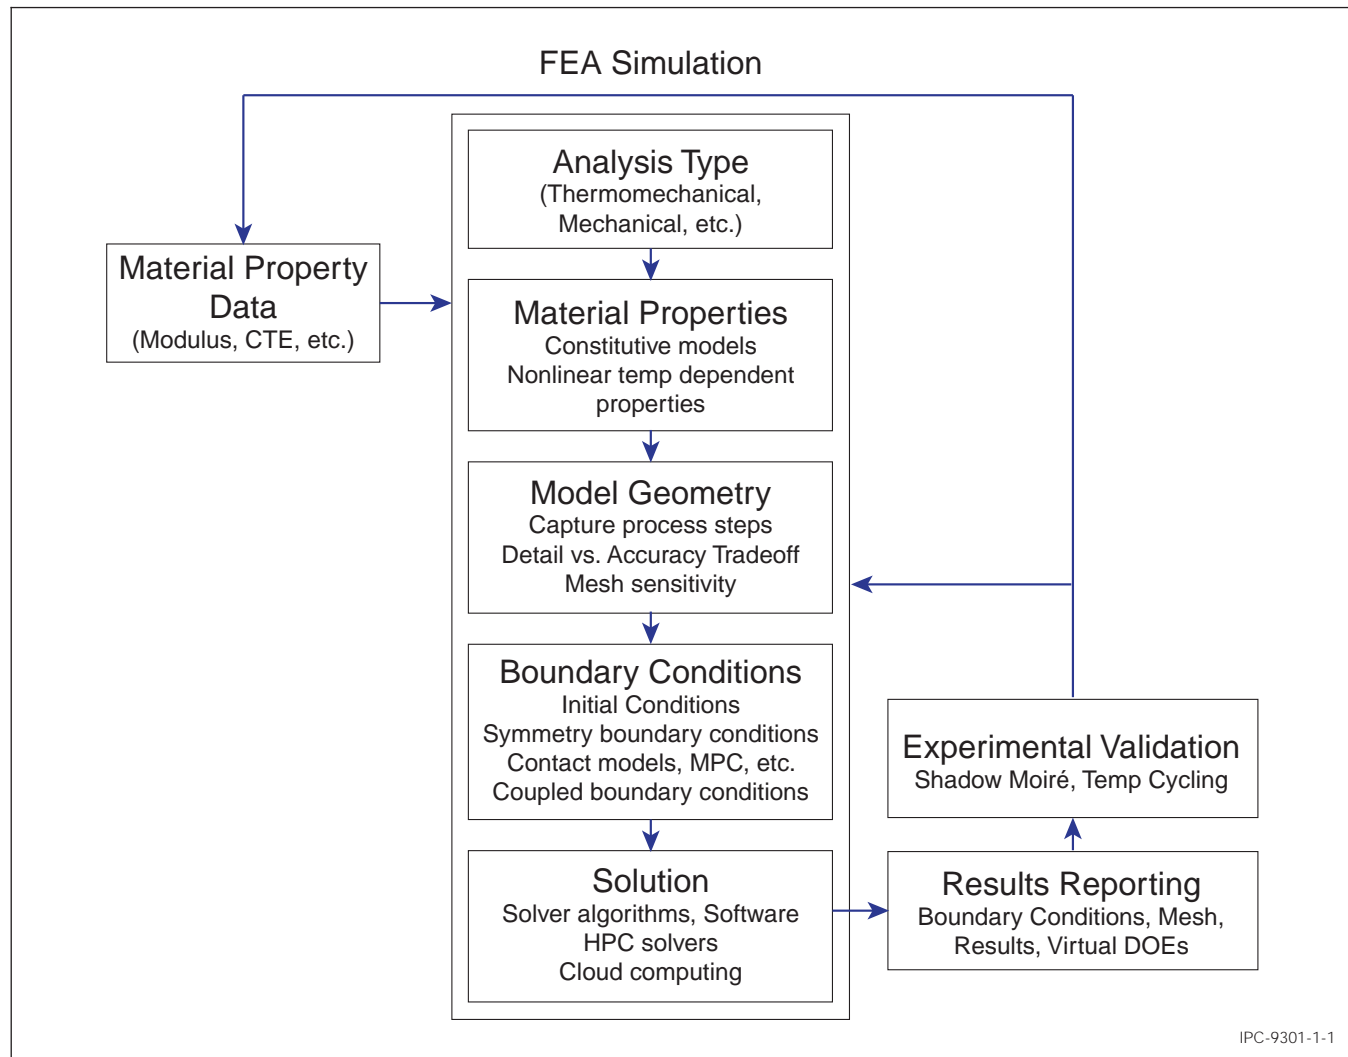 FEA Simulation
Analysis Type
(Thermomechanical,
Mechanical, etc.)
Material Property
Data
(Modulus, CTE, etc.)
Material Properties
Constitutive models
Nonlinear temp dependent
properties
Model Geometry
Capture process steps
Detail vs. Accuracy Tradeoff
Mesh sensitivity
Boundary Conditions
Initial Conditions
Symmetry boundary conditions
Contact models, MPC, etc.
Coupled boundary conditions
Solution
Solver algorithms, Software
HPC solvers
Cloud computing
Results Reporting
Boundary Conditions, Mesh,
Results, Virtual DOEs
Experimental Validation
Shadow Moiré, Temp Cycling
IPC-9301-1-1